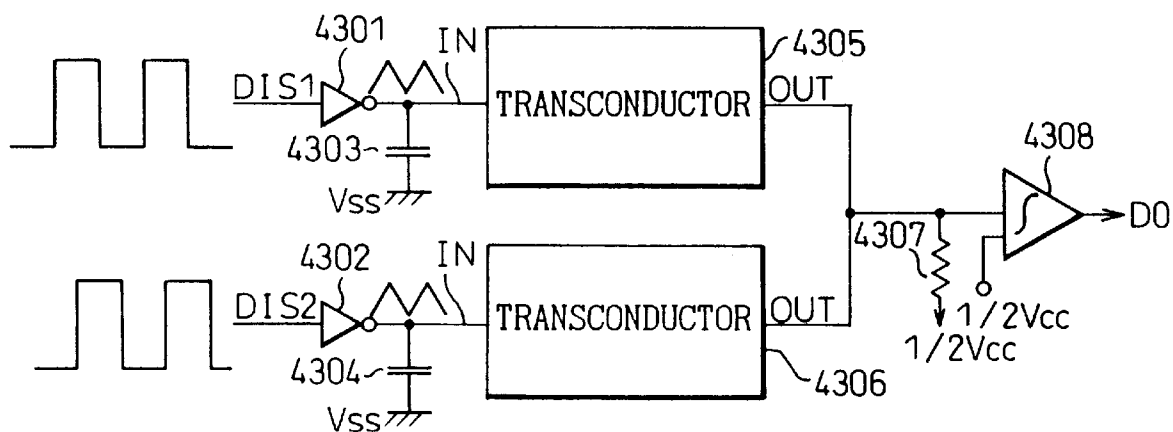 4301
IN
4305
DIS1
TRANSCONDUCTOR
OUT
4303
Vss
4308
DO
4302
IN
4307
DIS2
TRANSCONDUCTOR
OUT
1/2Vcc
1/2Vcc
4304
4306
Vss